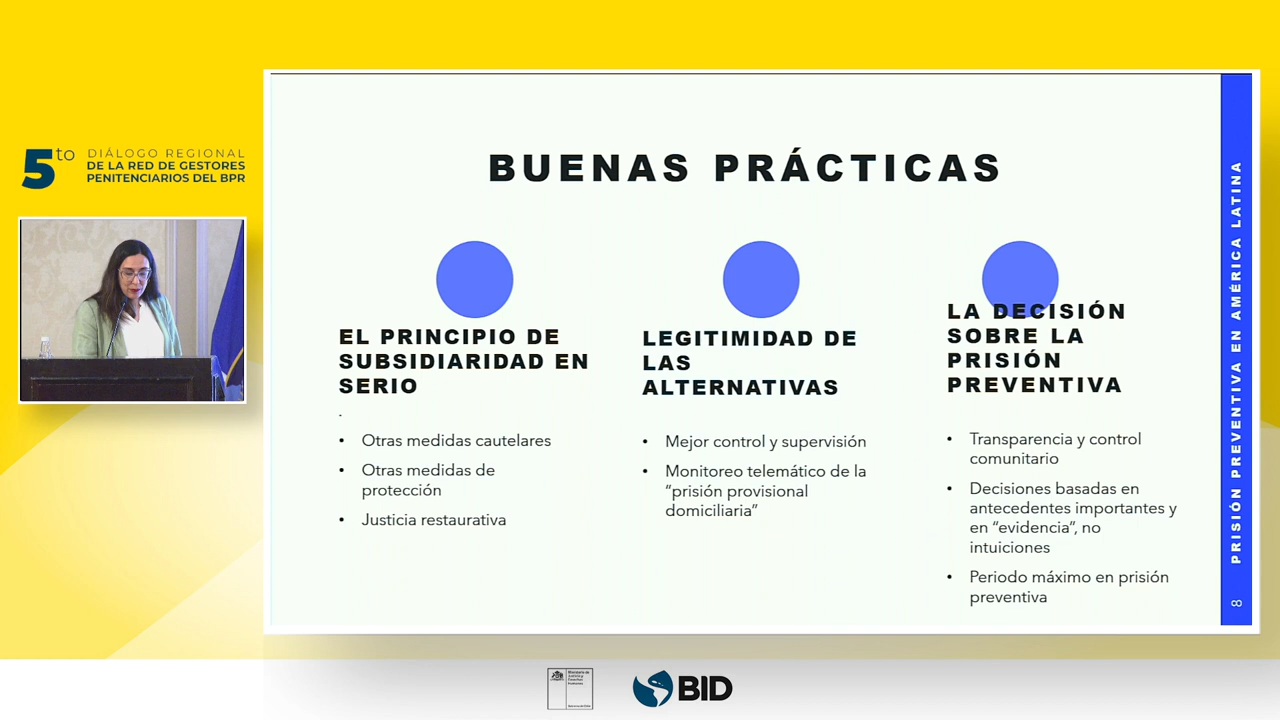 5to
DIÁLOGO REGIONAL
DE LA RED DE GESTORES
PENITENCIARIOS DEL BPR
BUENAS PRÁCTICAS
EL PRINCIPIO DE
SUBSIDIARIDAD EN
SERIO
.
• Otras medidas cautelares
• Otras medidas de
protección
• Justicia restaurativa
LEGITIMIDAD DE
LAS
ALTERNATIVAS
• Mejor control y supervisión
• Monitoreo telemático de la
“prisión provisional
domiciliaria”
LA DECISIÓN
SOBRE LA
PRISIÓN
PREVENTIVA
• Transparencia y control
comunitario
• Decisiones basadas en
antecedentes importantes y
en “evidencia”, no
intuiciones
• Periodo máximo en prisión
preventiva
PRISIÓN PREVENTIVA EN AMÉRICA LATINA
8
BID